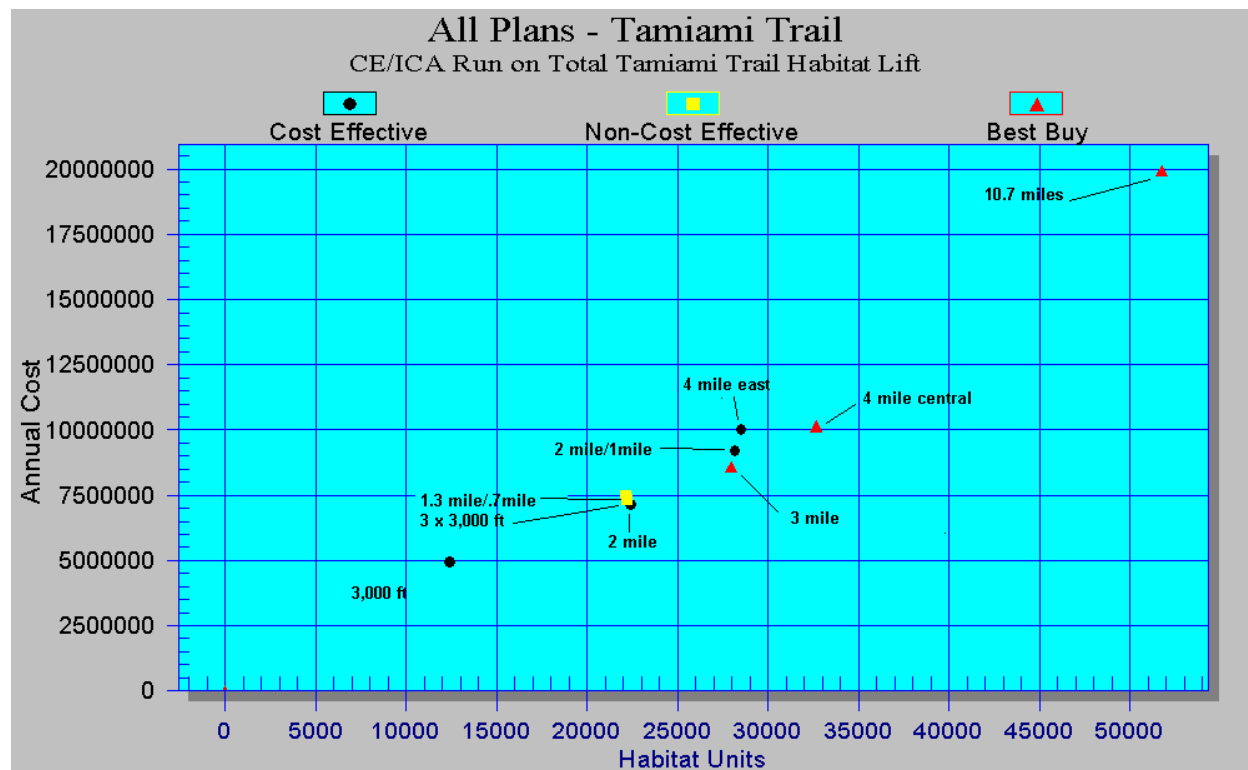 All Plans - Tamiami Trail
CE/ICA Run on Total Tamiami Trail Habitat Lift
Cost Effective
Non-Cost Effective
Best Buy
20000000
10.7 miles
17500000
15000000
12500000
4 mile east
4 mile central
10000000
2 mile/1mile
7500000
1.3 mile/.7mile
3 x 3,000 ft
3 mile
2 mile
5000000
3,000 ft
2500000
0
Annual Cost
0 5000 10000 15000 20000 25000 30000 35000 40000 45000 50000
Habitat Units